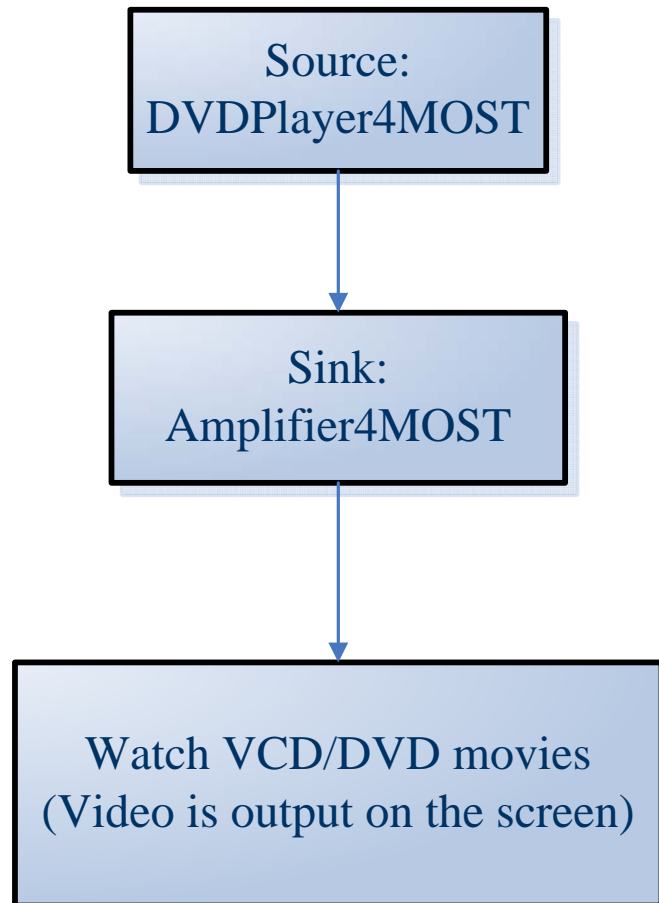 Source:
DVDPlayer4MOST
Sink:
Amplifier4MOST
Watch VCD/DVD movies
(Video is output on the screen)